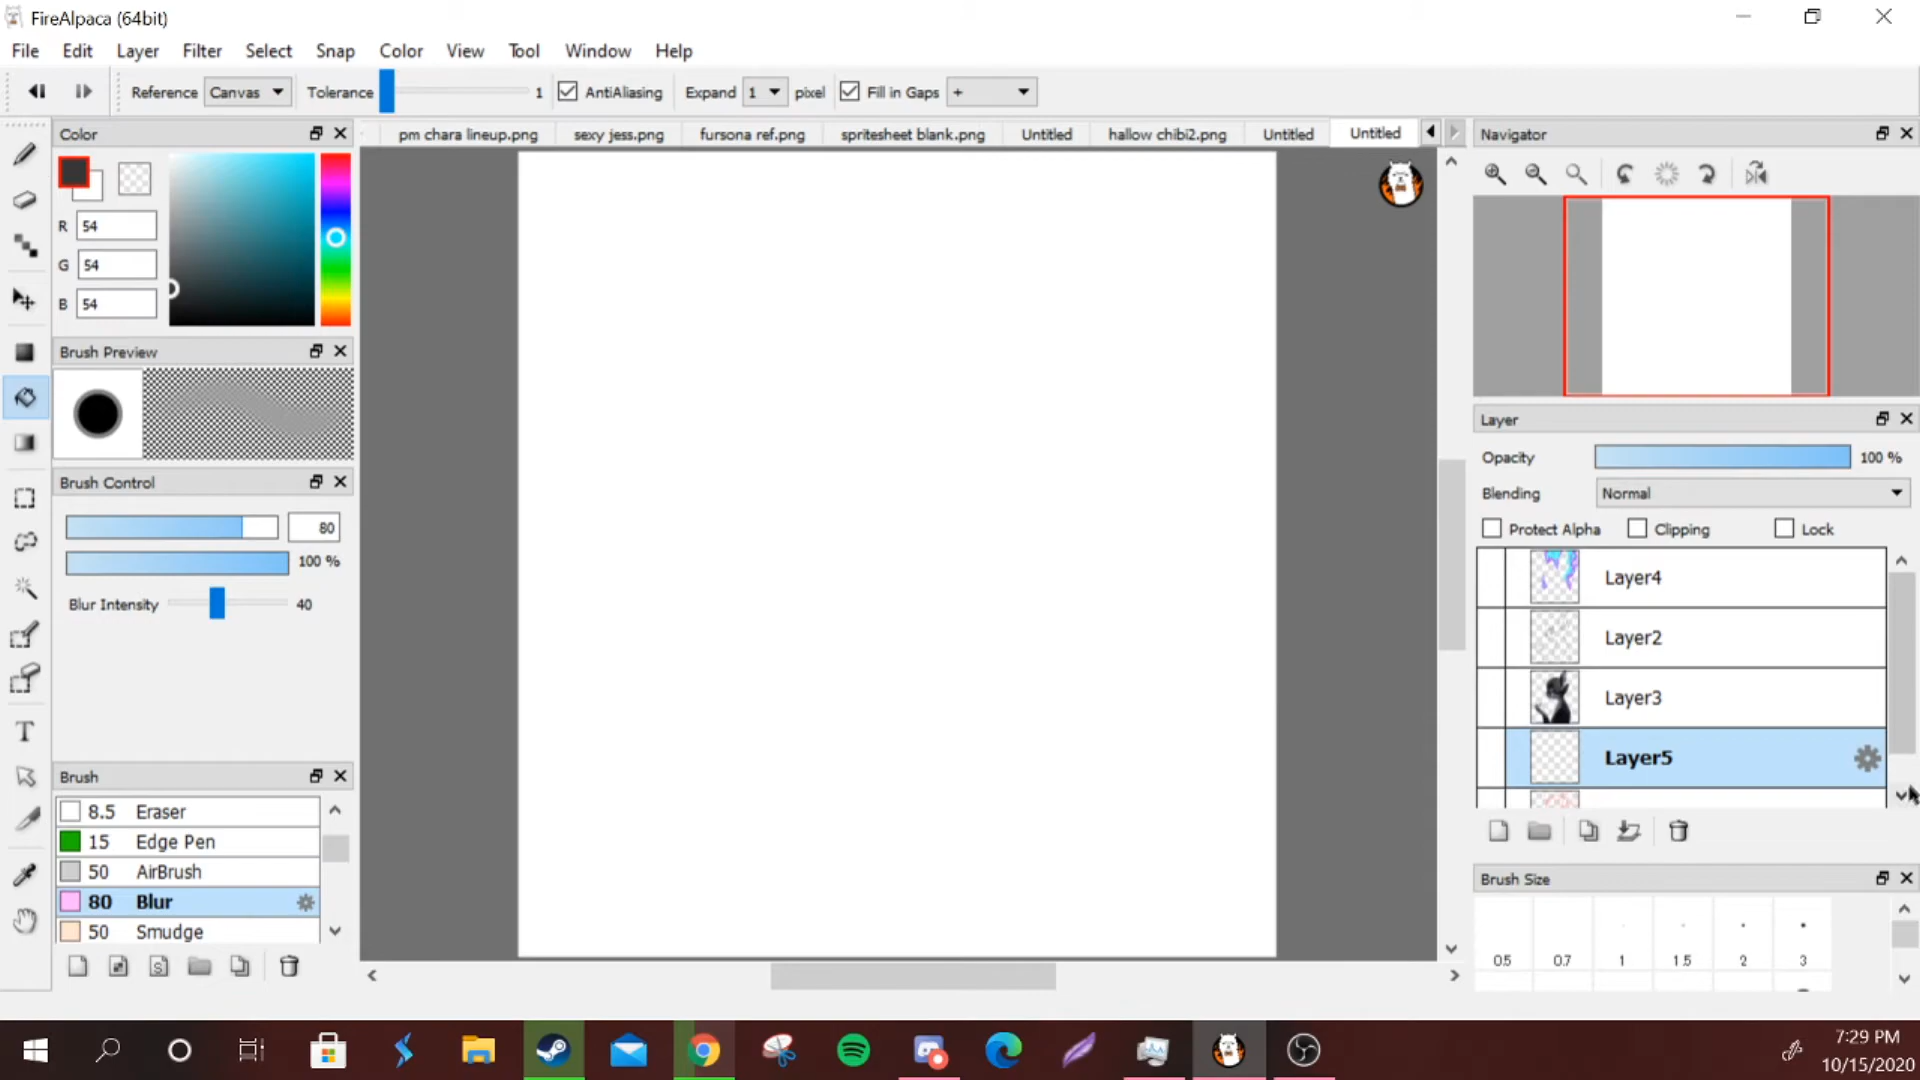 FireAlpaca (64bit)
File Edit Layer Filter Select Snap Color View Tool Window Help
Reference Canvas Tolerance 1 AntiAliasing Expand 1 pixel Fill in Gaps +
Color
pm chara lineup.png sexy jess.png fursona ref.png spritesheet blank.png Untitled hallow chibi2.png Untitled Untitled
Navigator
R 54
G 54
B 54
Brush Preview
Layer
Opacity 100 %
Brush Control
Blending Normal
80
Protect Alpha Clipping Lock
100 %
Layer4
Blur Intensity 40
Layer2
Layer3
Layer5
Brush
8.5 Eraser
15 Edge Pen
50 AirBrush
Brush Size
80 Blur
50 Smudge
0.5 0.7 1 1.5 2 3
T
S
7:29 PM
10/15/2020